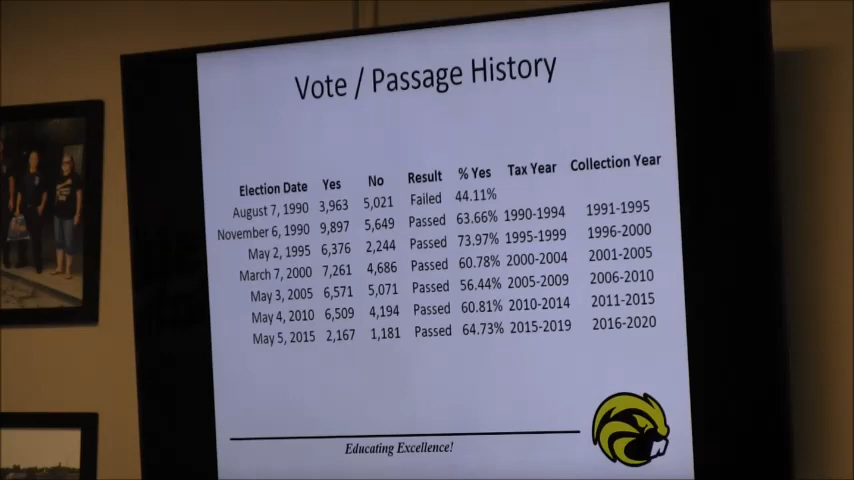 Vote / Passage History
Election Date Yes No Result % Yes Tax Year Collection Year
August 7, 1990 3,963 5,021 Failed 44.11%
November 6, 1990 9,897 5,649 Passed 63.66% 1990-1994 1991-1995
May 2, 1995 6,376 2,244 Passed 73.97% 1995-1999 1996-2000
March 7, 2000 7,261 4,686 Passed 60.78% 2000-2004 2001-2005
May 3, 2005 6,571 5,071 Passed 56.44% 2005-2009 2006-2010
May 4, 2010 6,509 4,194 Passed 60.81% 2010-2014 2011-2015
May 5, 2015 2,167 1,181 Passed 64.73% 2015-2019 2016-2020
Educating Excellence!